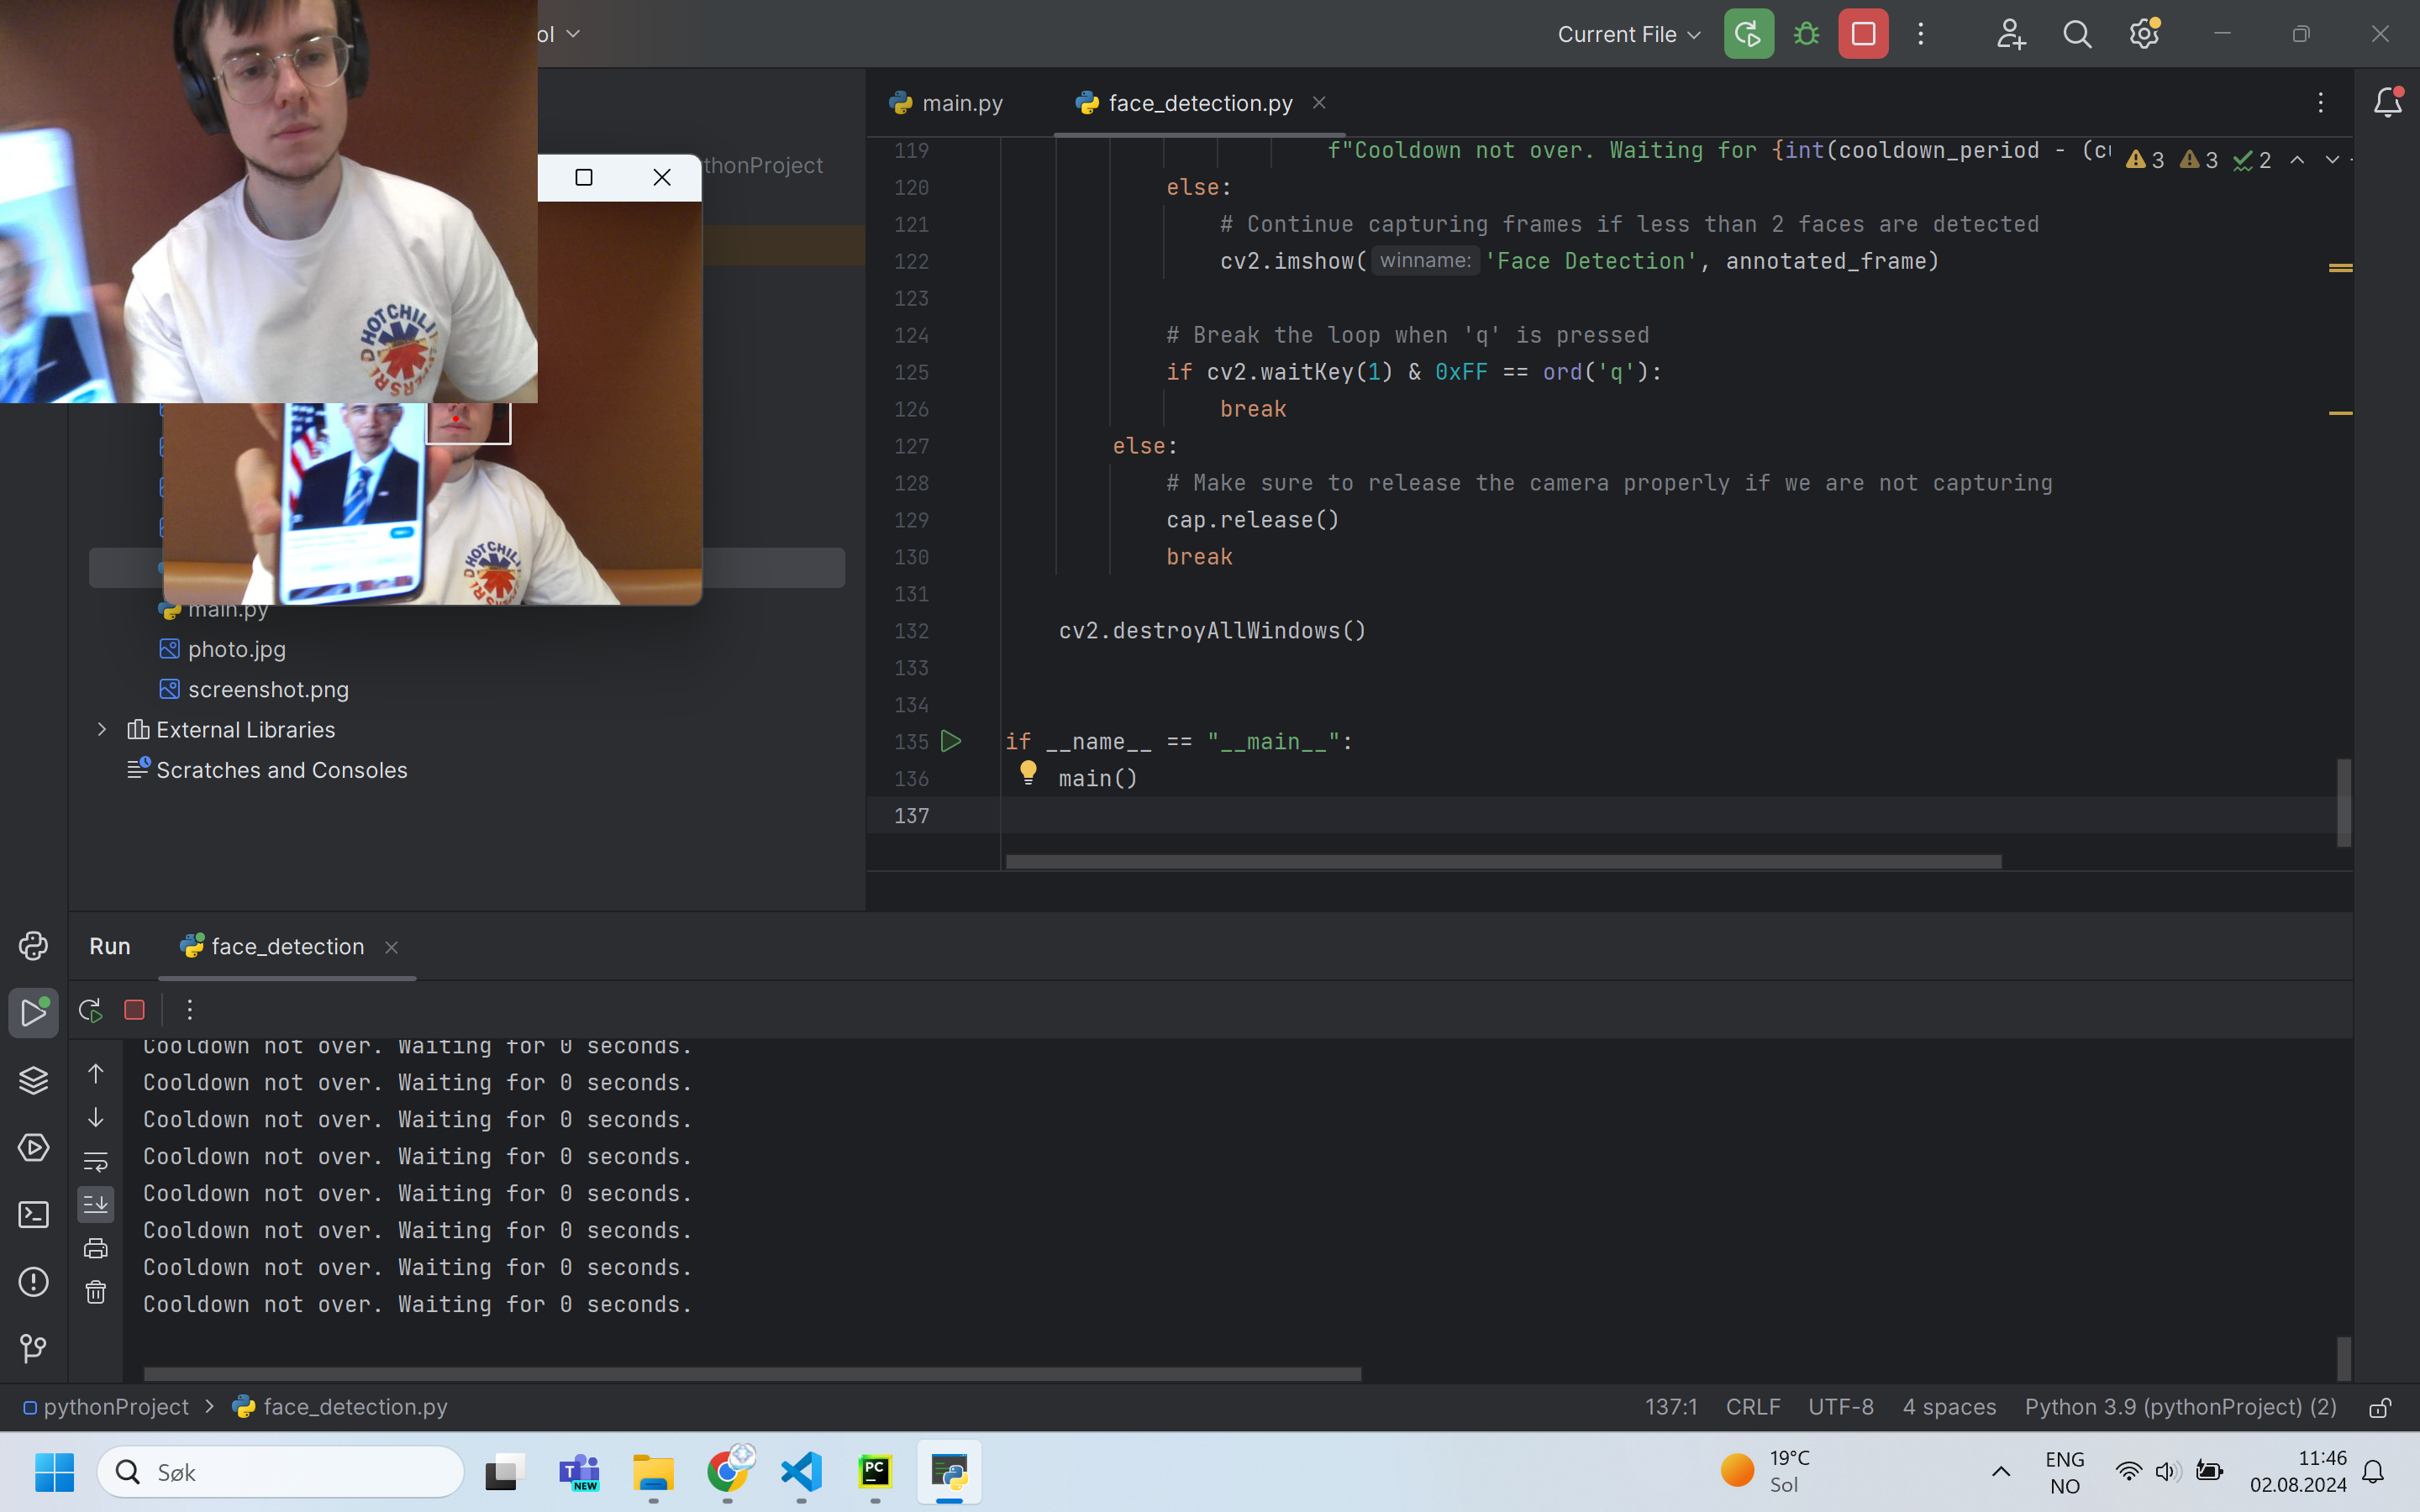 ol
Current File
thonProject
main.py
face_detection.py
119 f"Cooldown not over. Waiting for {int(cooldown_period - (cu
3 3 2
120 else:
121 # Continue capturing frames if less than 2 faces are detected
122 cv2.imshow( winname: 'Face Detection', annotated_frame)
123
124 # Break the loop when 'q' is pressed
125 if cv2.waitKey(1) & 0xFF == ord('q'):
126 break
127 else:
128 # Make sure to release the camera properly if we are not capturing
129 cap.release()
130 break
131
132 cv2.destroyAllWindows()
133
134
135 if __name__ == "__main__":
136 main()
137
HOT CHILI
main.py
photo.jpg
screenshot.png
External Libraries
Scratches and Consoles
Run
face_detection
Cooldown not over. Waiting for 0 seconds.
Cooldown not over. Waiting for 0 seconds.
Cooldown not over. Waiting for 0 seconds.
Cooldown not over. Waiting for 0 seconds.
Cooldown not over. Waiting for 0 seconds.
Cooldown not over. Waiting for 0 seconds.
Cooldown not over. Waiting for 0 seconds.
Cooldown not over. Waiting for 0 seconds.
pythonProject
face_detection.py
137:1
CRLF
UTF-8
4 spaces
Python 3.9 (pythonProject) (2)
Søk
T
NEW
PC
19°C
Sol
ENG
NO
11:46
02.08.2024